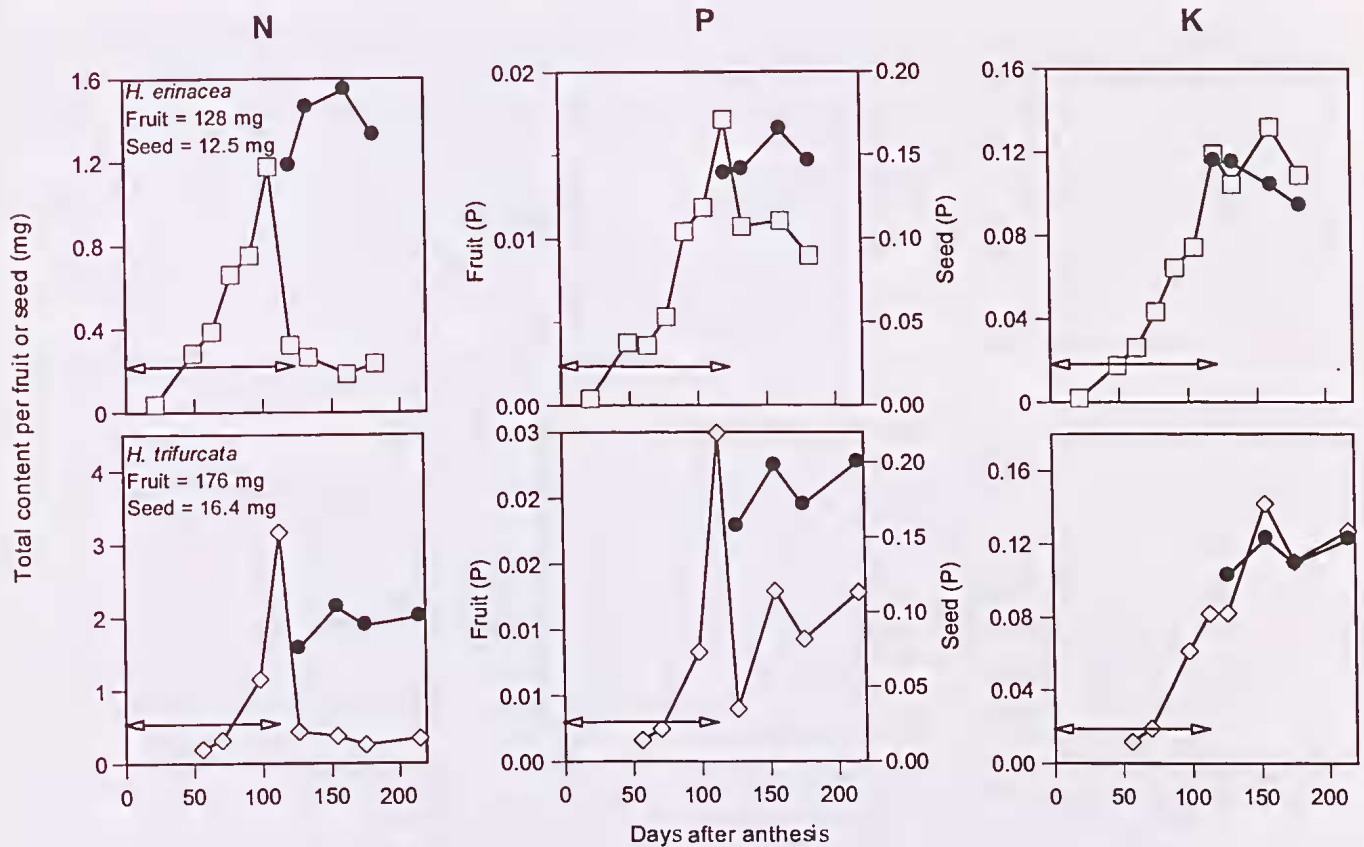 N
P
K
Total content per fruit or seed (mg)
1.6
1.2
0.8
0.4
0
H. erinacea
Fruit = 128 mg
Seed = 12.5 mg
Fruit (P)
0.02
0.01
0.00
Seed (P)
0.20
0.15
0.10
0.05
0.00
0.16
0.12
0.08
0.04
0
4
3
2
1
0
H. trifurcata
Fruit = 176 mg
Seed = 16.4 mg
0 50 100 150 200
Fruit (P)
0.03
0.02
0.02
0.01
0.01
0.00
Seed (P)
0.20
0.15
0.10
0.05
0.00
0 50 100 150 200
0.16
0.12
0.08
0.04
0.00
0 50 100 150 200
Days after anthesis